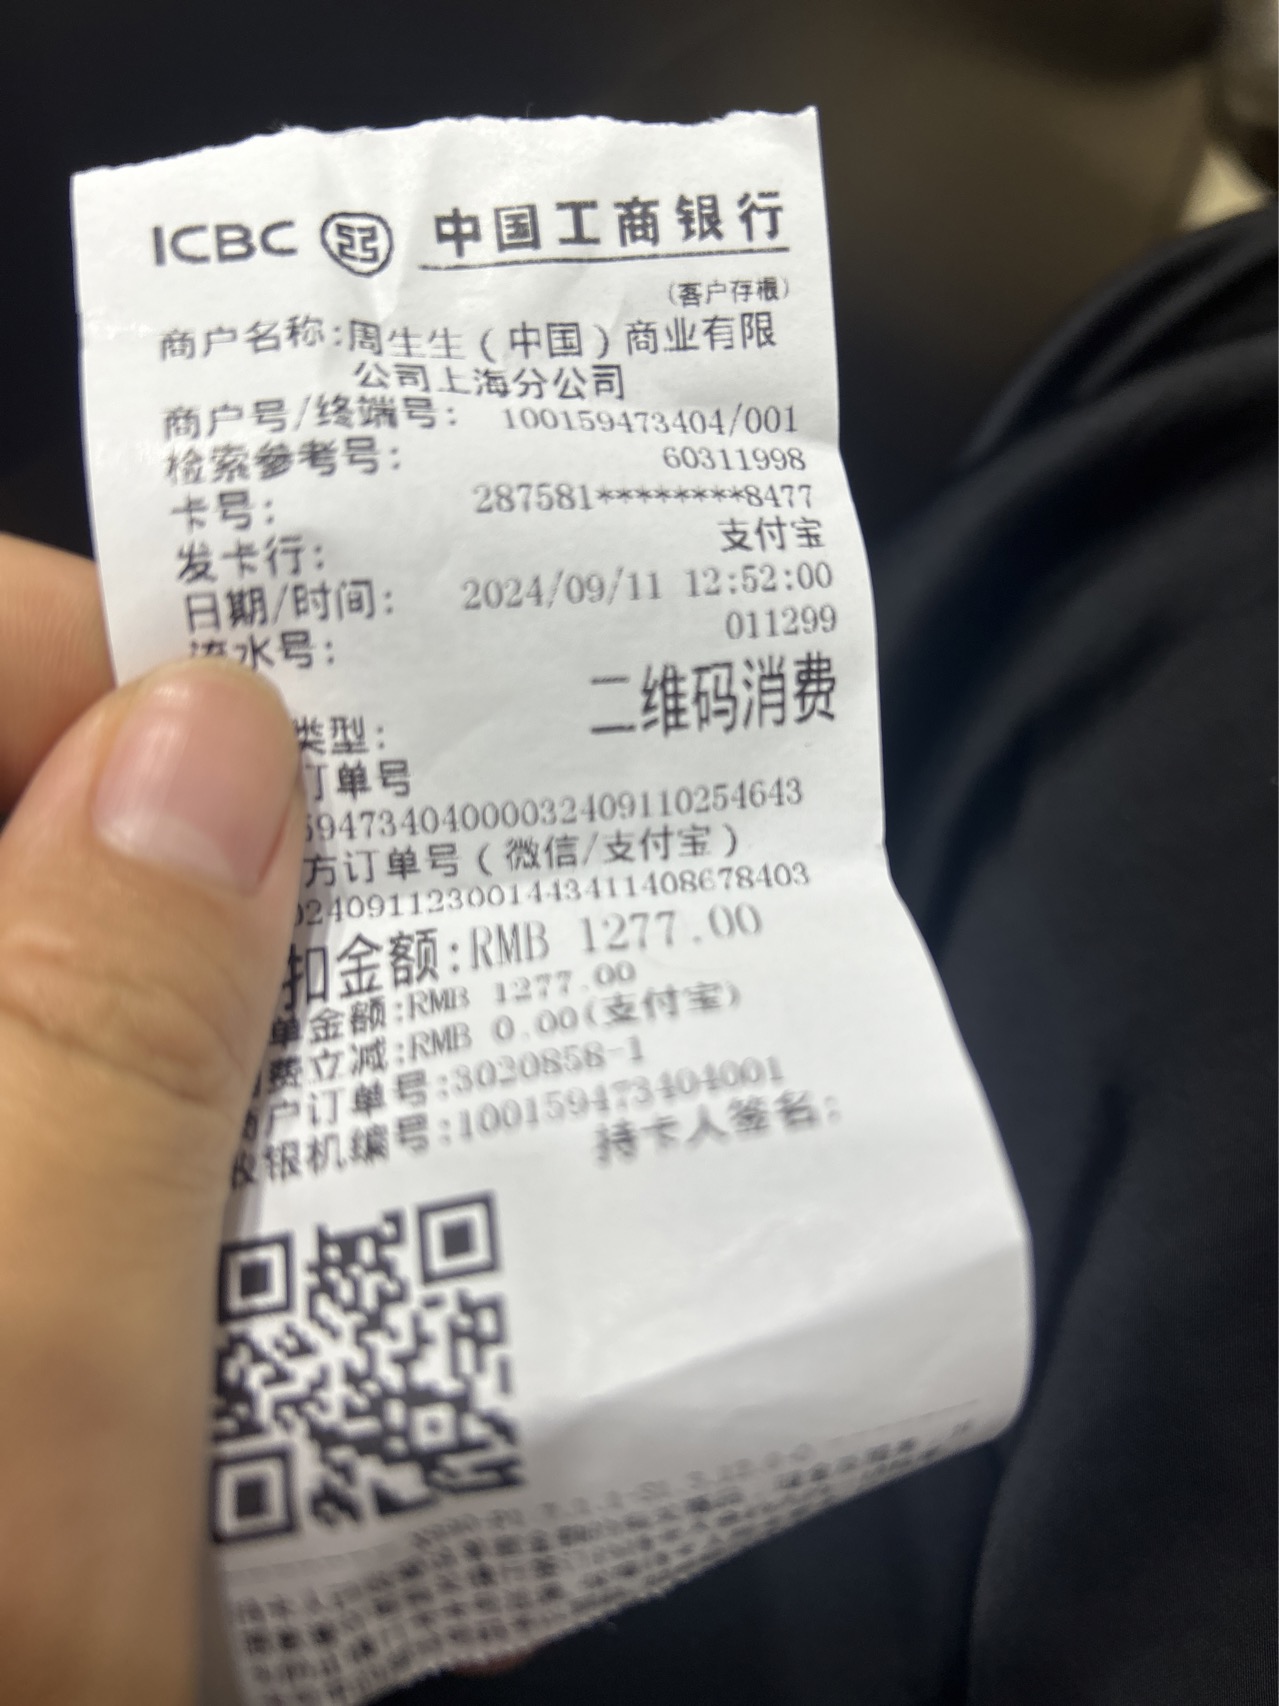 ICBC 中国工商银行
(客户存根)
商户名称:周生生(中国)商业有限
公司上海分公司
商户号/终端号: 100159473404/001
检索参考号: 60311998
卡号: 287581********8477
发卡行: 支付宝
日期/时间: 2024/09/11 12:52:00
流水号: 011299
类型: 二维码消费
订单号
59473404000032409110254643
方订单号(微信/支付宝)
024091123001443411408678403
扣金额:RMB 1277.00
单金额:RMB 1277.00
费立减:RMB 0.00(支付宝)
商户订单号:3020858-1
收银机编号:100159473404001
持卡人签名: